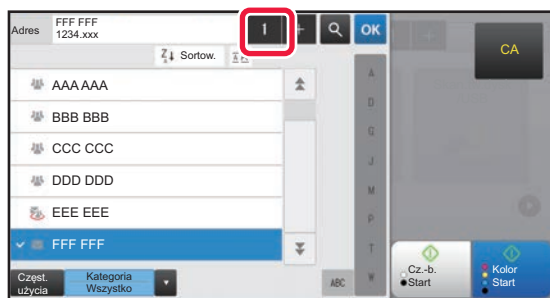 Adres
FFF FFF
1234.xxx
1
+
OK
CA
Sortow.
AAA AAA
BBB BBB
CCC CCC
DDD DDD
EEE EEE
FFF FFF
A
D
G
J
M
P
T
W
Częst.
użycia
Kategoria
Wszystko
ABC
Cz.-b.
Start
Kolor
Start